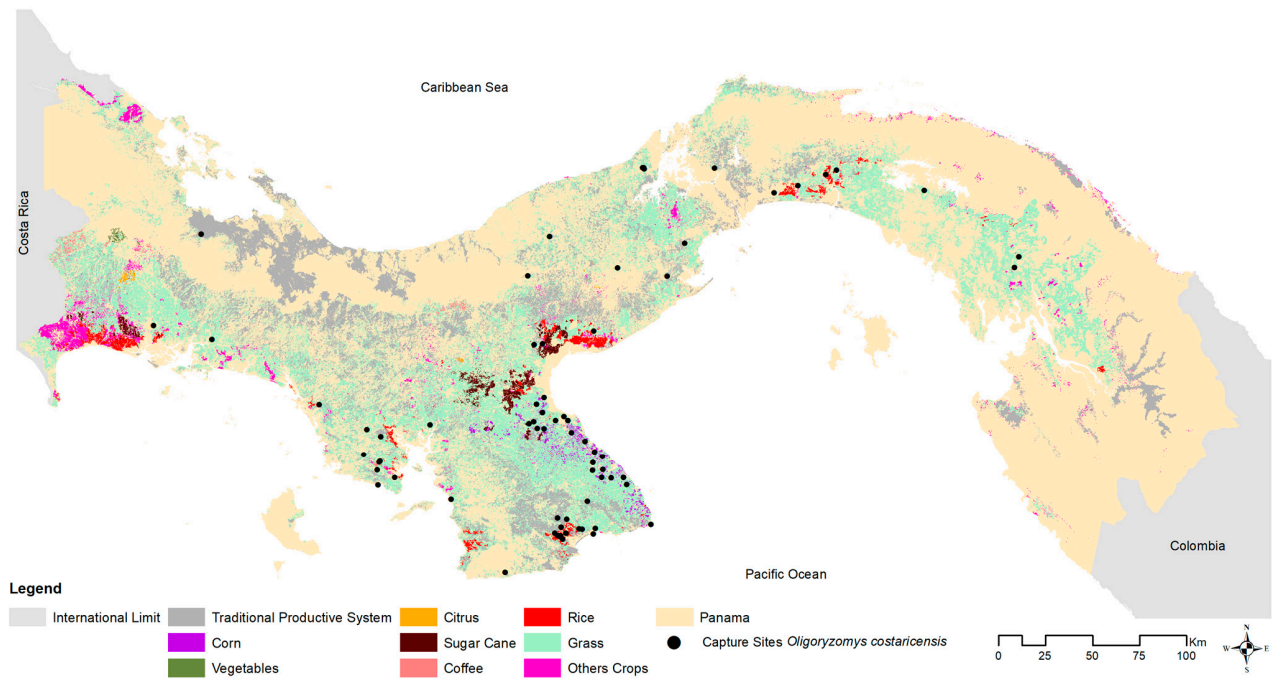 Caribbean Sea
Costa Rica
Colombia
Pacific Ocean
Legend
International Limit
Traditional Productive System
Citrus
Rice
Panama
Corn
Sugar Cane
Grass
Capture Sites Oligoryzomys costaricensis
Vegetables
Coffee
Others Crops
Km
0 25 50 75 100
N
W E
S